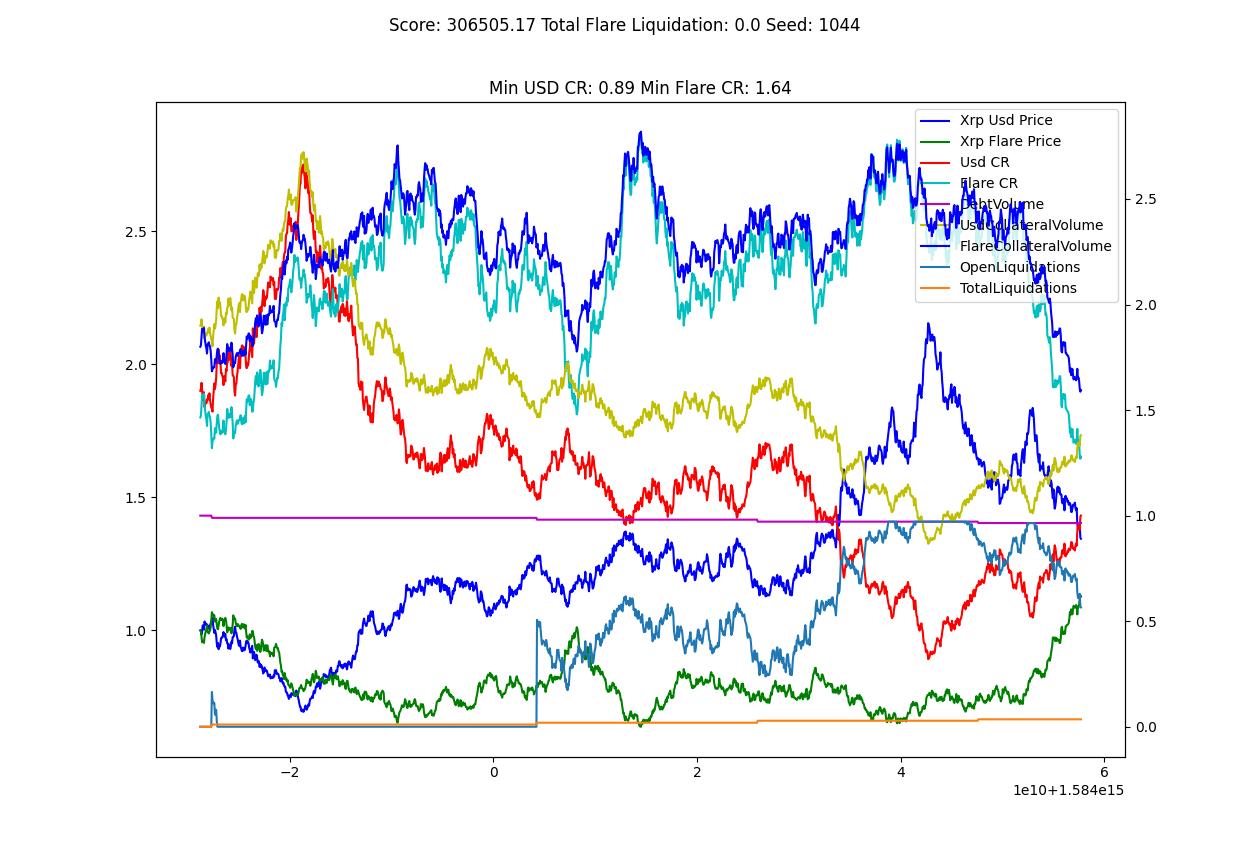 Score: 306505.17 Total Flare Liquidation: 0.0 Seed: 1044
Min USD CR: 0.89 Min Flare CR: 1.64
Xrp Usd Price
Xrp Flare Price
Usd CR
Flare CR
DebtVolume
UsdCollateralVolume
FlareCollateralVolume
OpenLiquidations
TotalLiquidations
2.5
2.0
1.5
1.0
2.5
2.0
1.5
1.0
0.5
0.0
−2
0
2
4
6
1e10+1.584e15